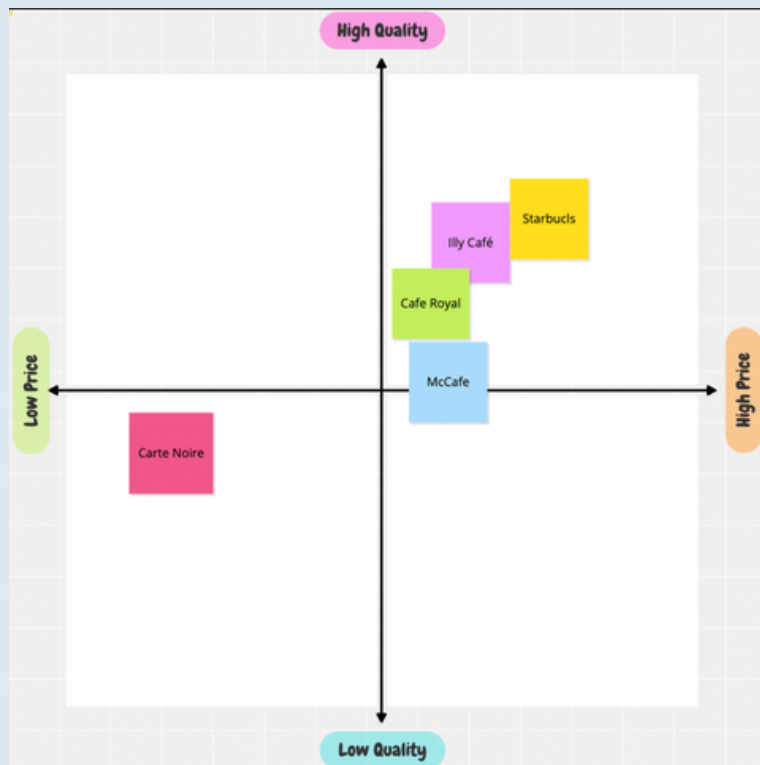 High Quality
Starbucls
Illy Café
Cafe Royal
McCafe
Low Price
High Price
Carte Noire
Low Quality